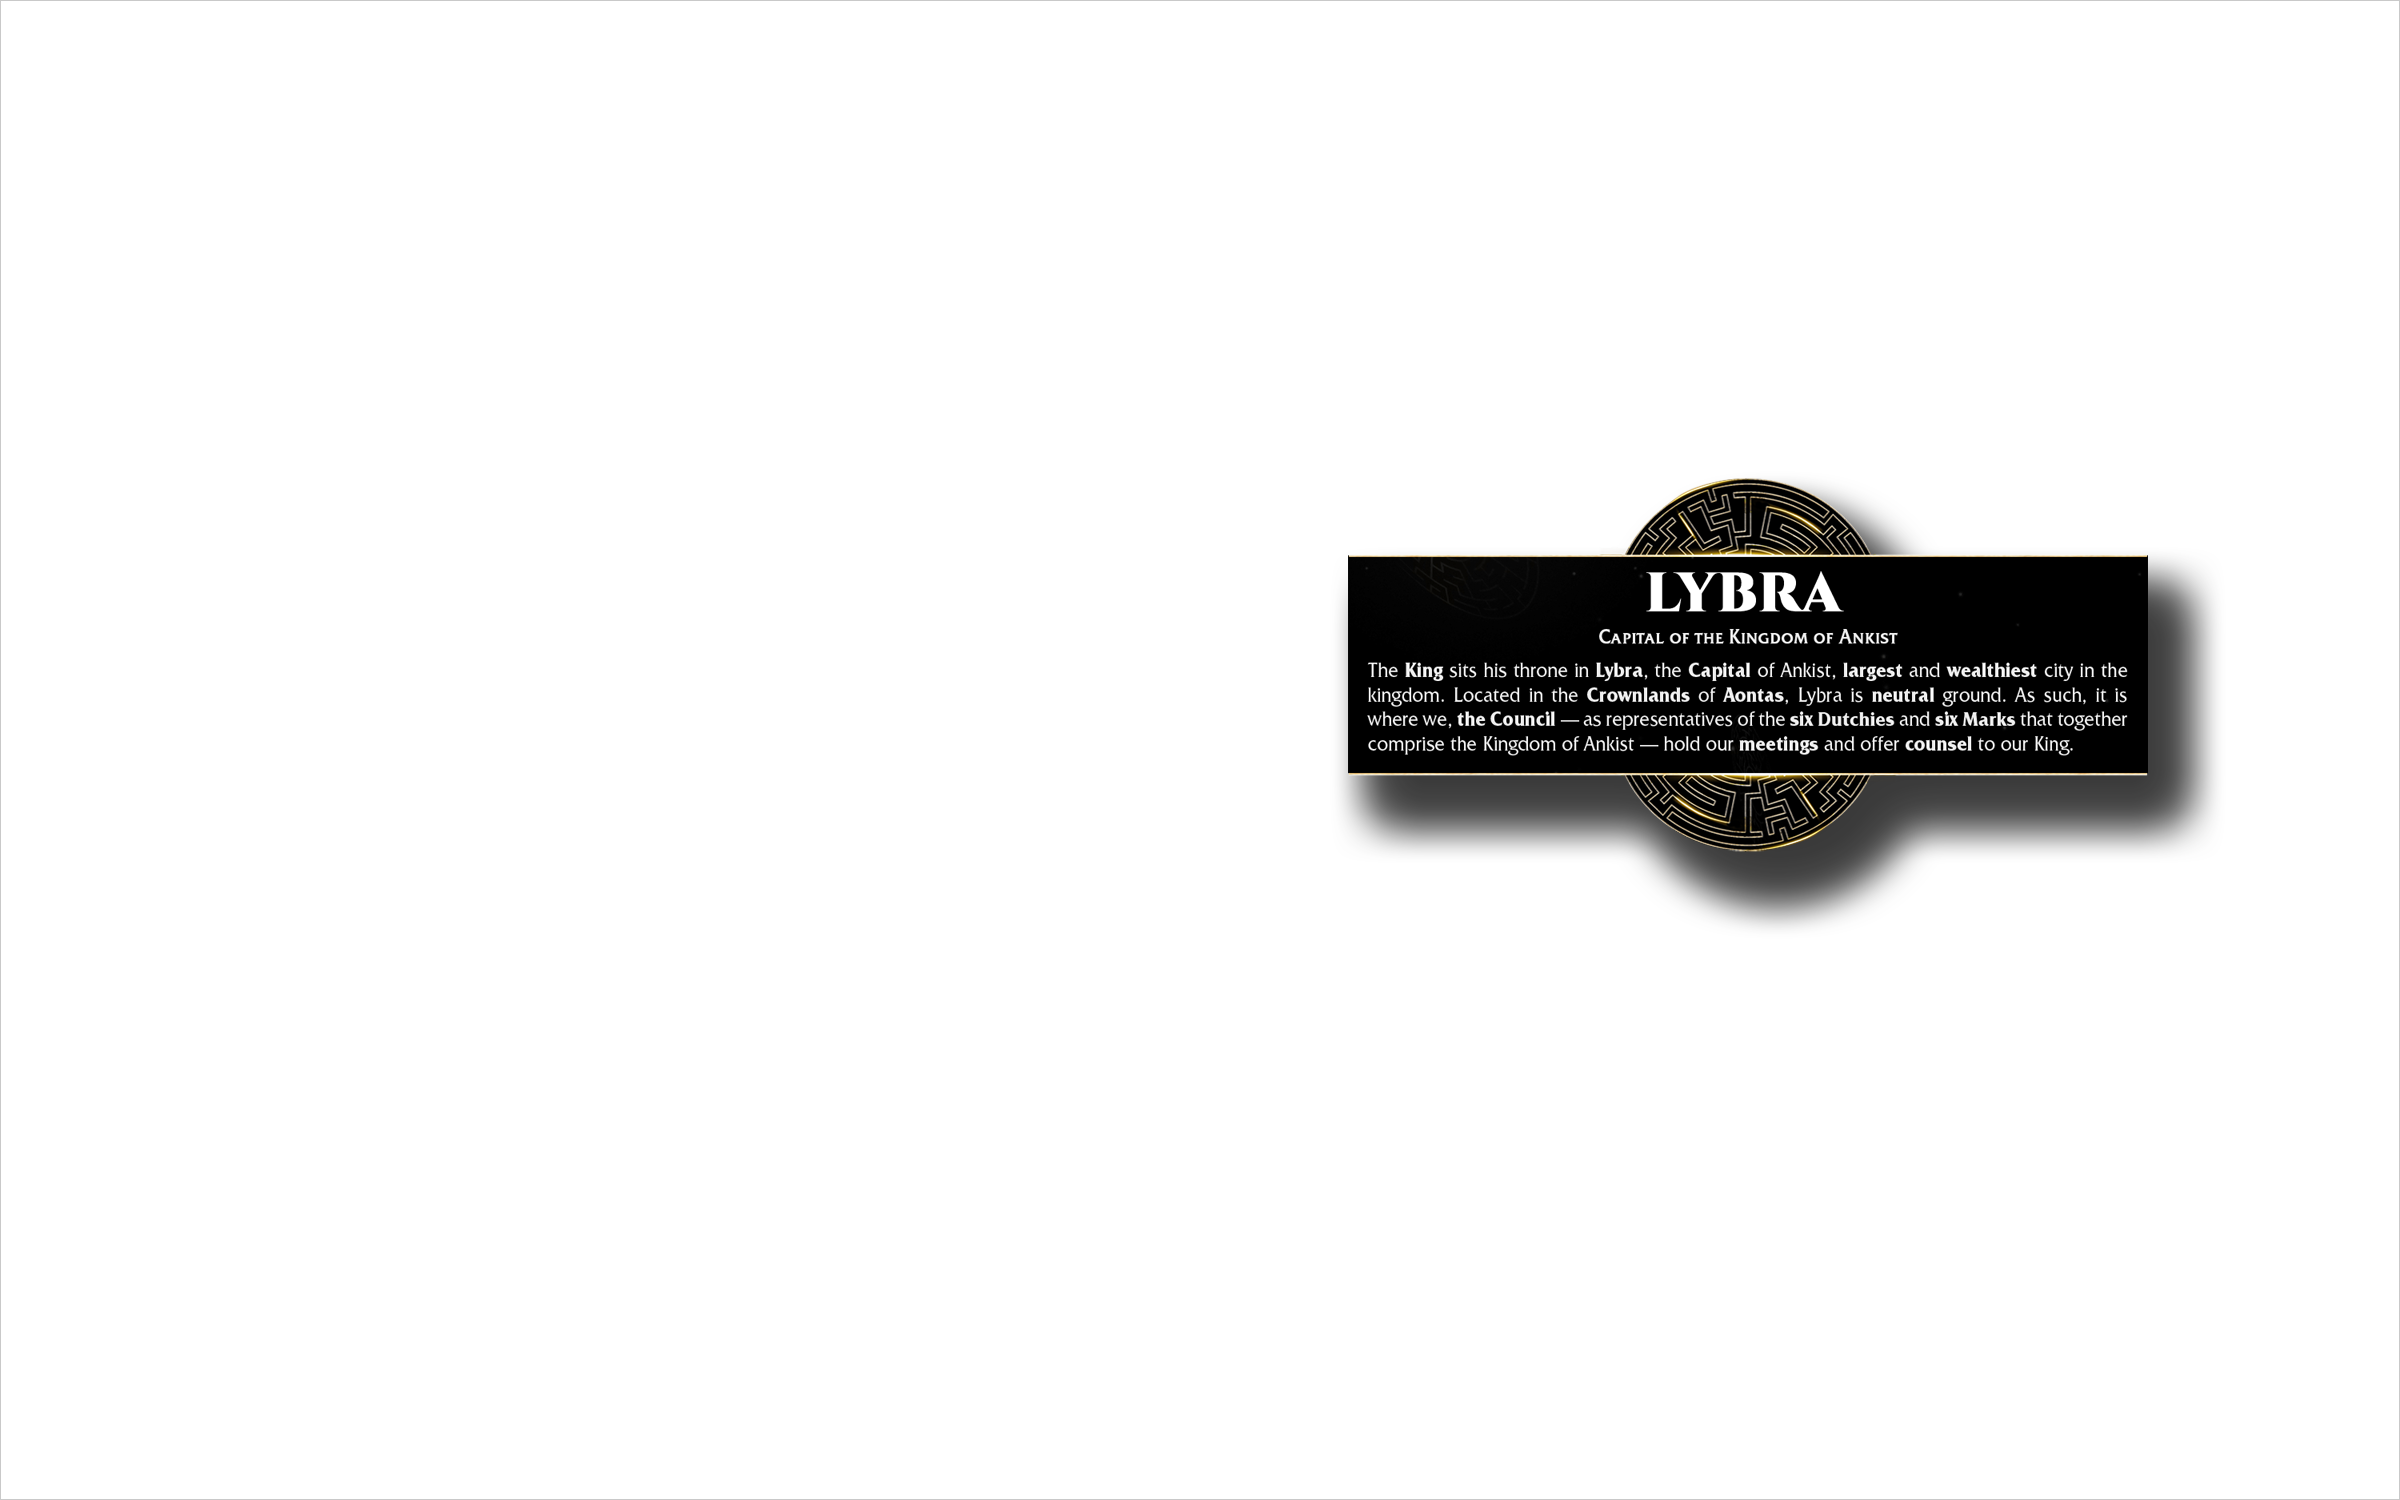 LYBRA
Capital of the Kingdom of Ankist
The King sits his throne in Lybra, the Capital of Ankist, largest and wealthiest city in the
kingdom. Located in the Crownlands of Aontas, Lybra is neutral ground. As such, it is
where we, the Council — as representatives of the six Dutchies and six Marks that together
comprise the Kingdom of Ankist — hold our meetings and offer counsel to our King.